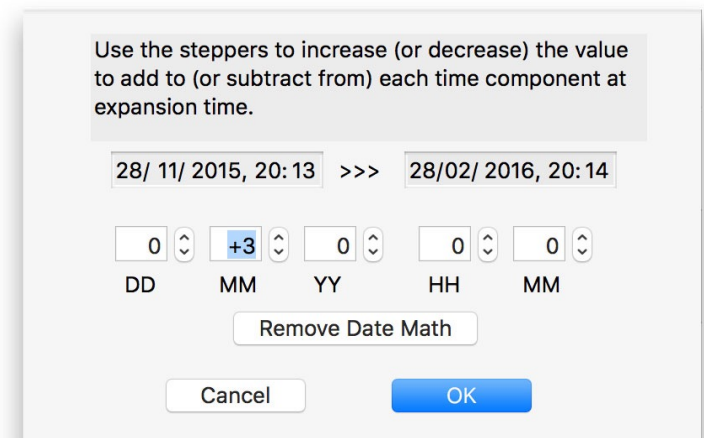 Use the steppers to increase (or decrease) the value
to add to (or subtract from) each time component at
expansion time.
28/ 11/ 2015, 20:13 >>> 28/02/ 2016, 20:14
0 +3 0 0 0
DD MM YY HH MM
Remove Date Math
Cancel OK